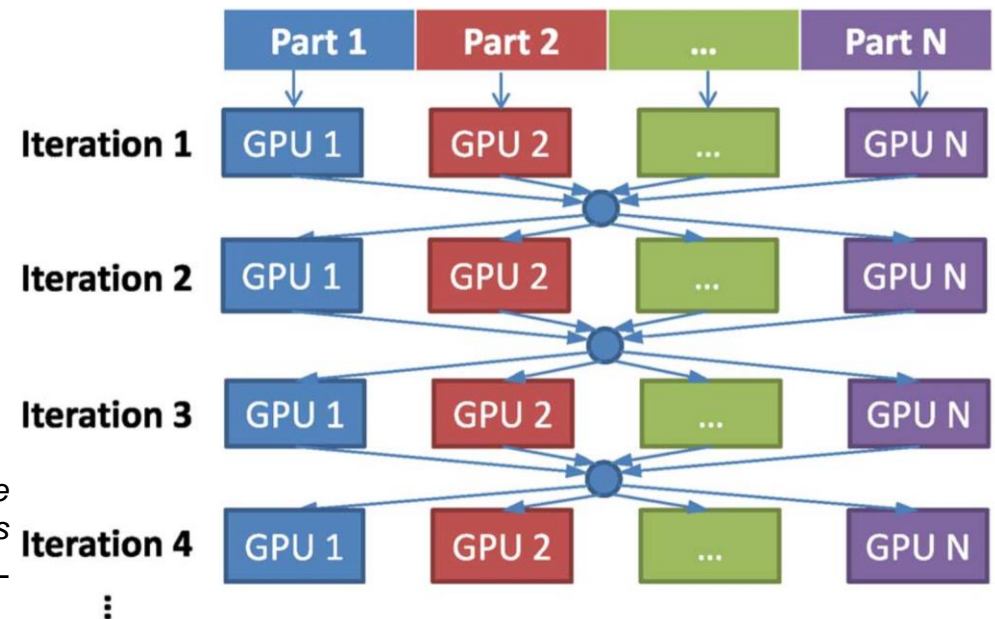 Part 1 Part 2 ... Part N
Iteration 1 GPU 1 GPU 2 ... GPU N
Iteration 2 GPU 1 GPU 2 ... GPU N
Iteration 3 GPU 1 GPU 2 ... GPU N
e
s
Iteration 4 GPU 1 GPU 2 ... GPU N
–
⋮